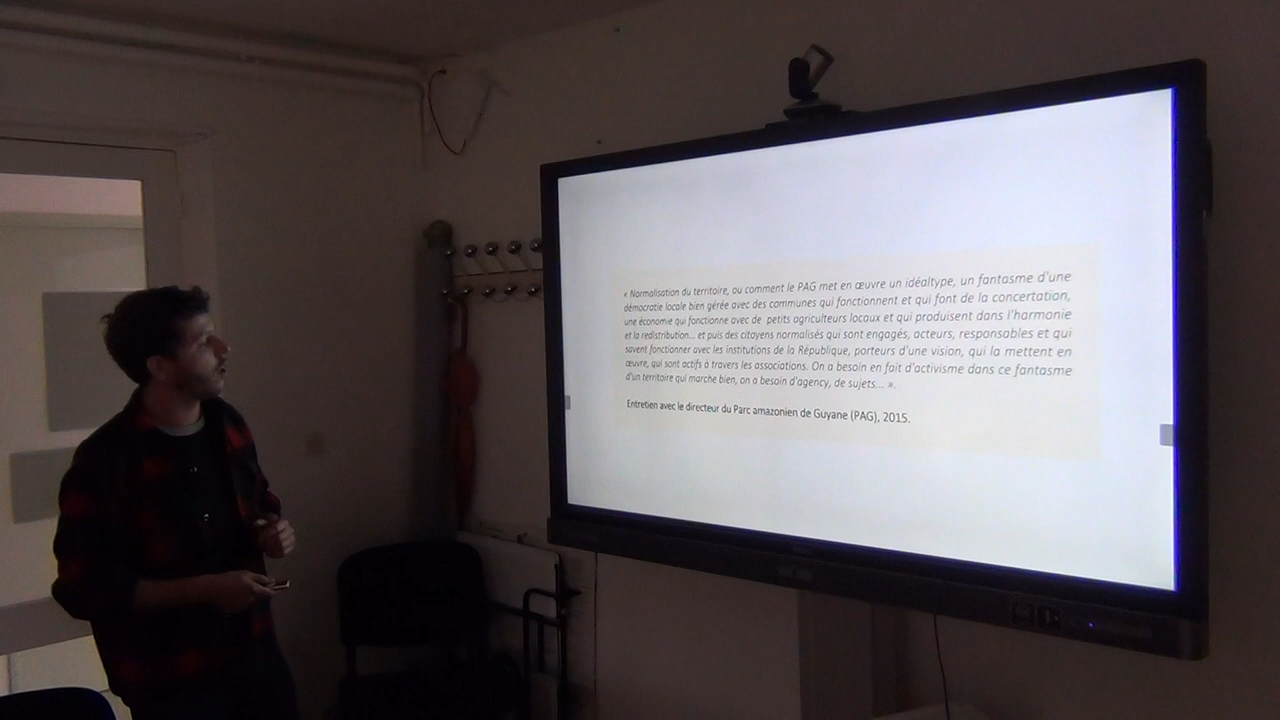 « Normalisation du territoire, ou comment le PAG met en œuvre un idéaltype, un fantasme d'une
démocratie locale bien gérée avec des communes qui fonctionnent et qui font de la concertation,
une économie qui fonctionne avec de petits agriculteurs locaux et qui produisent dans l'harmonie
et la redistribution... et puis des citoyens normalisés qui sont engagés, acteurs, responsables et qui
savent fonctionner avec les institutions de la République, porteurs d'une vision, qui la mettent en
œuvre, qui sont actifs à travers les associations. On a besoin en fait d'activisme dans ce fantasme
d'un territoire qui marche bien, on a besoin d'agency, de sujets... ».
Entretien avec le directeur du Parc amazonien de Guyane (PAG), 2015.